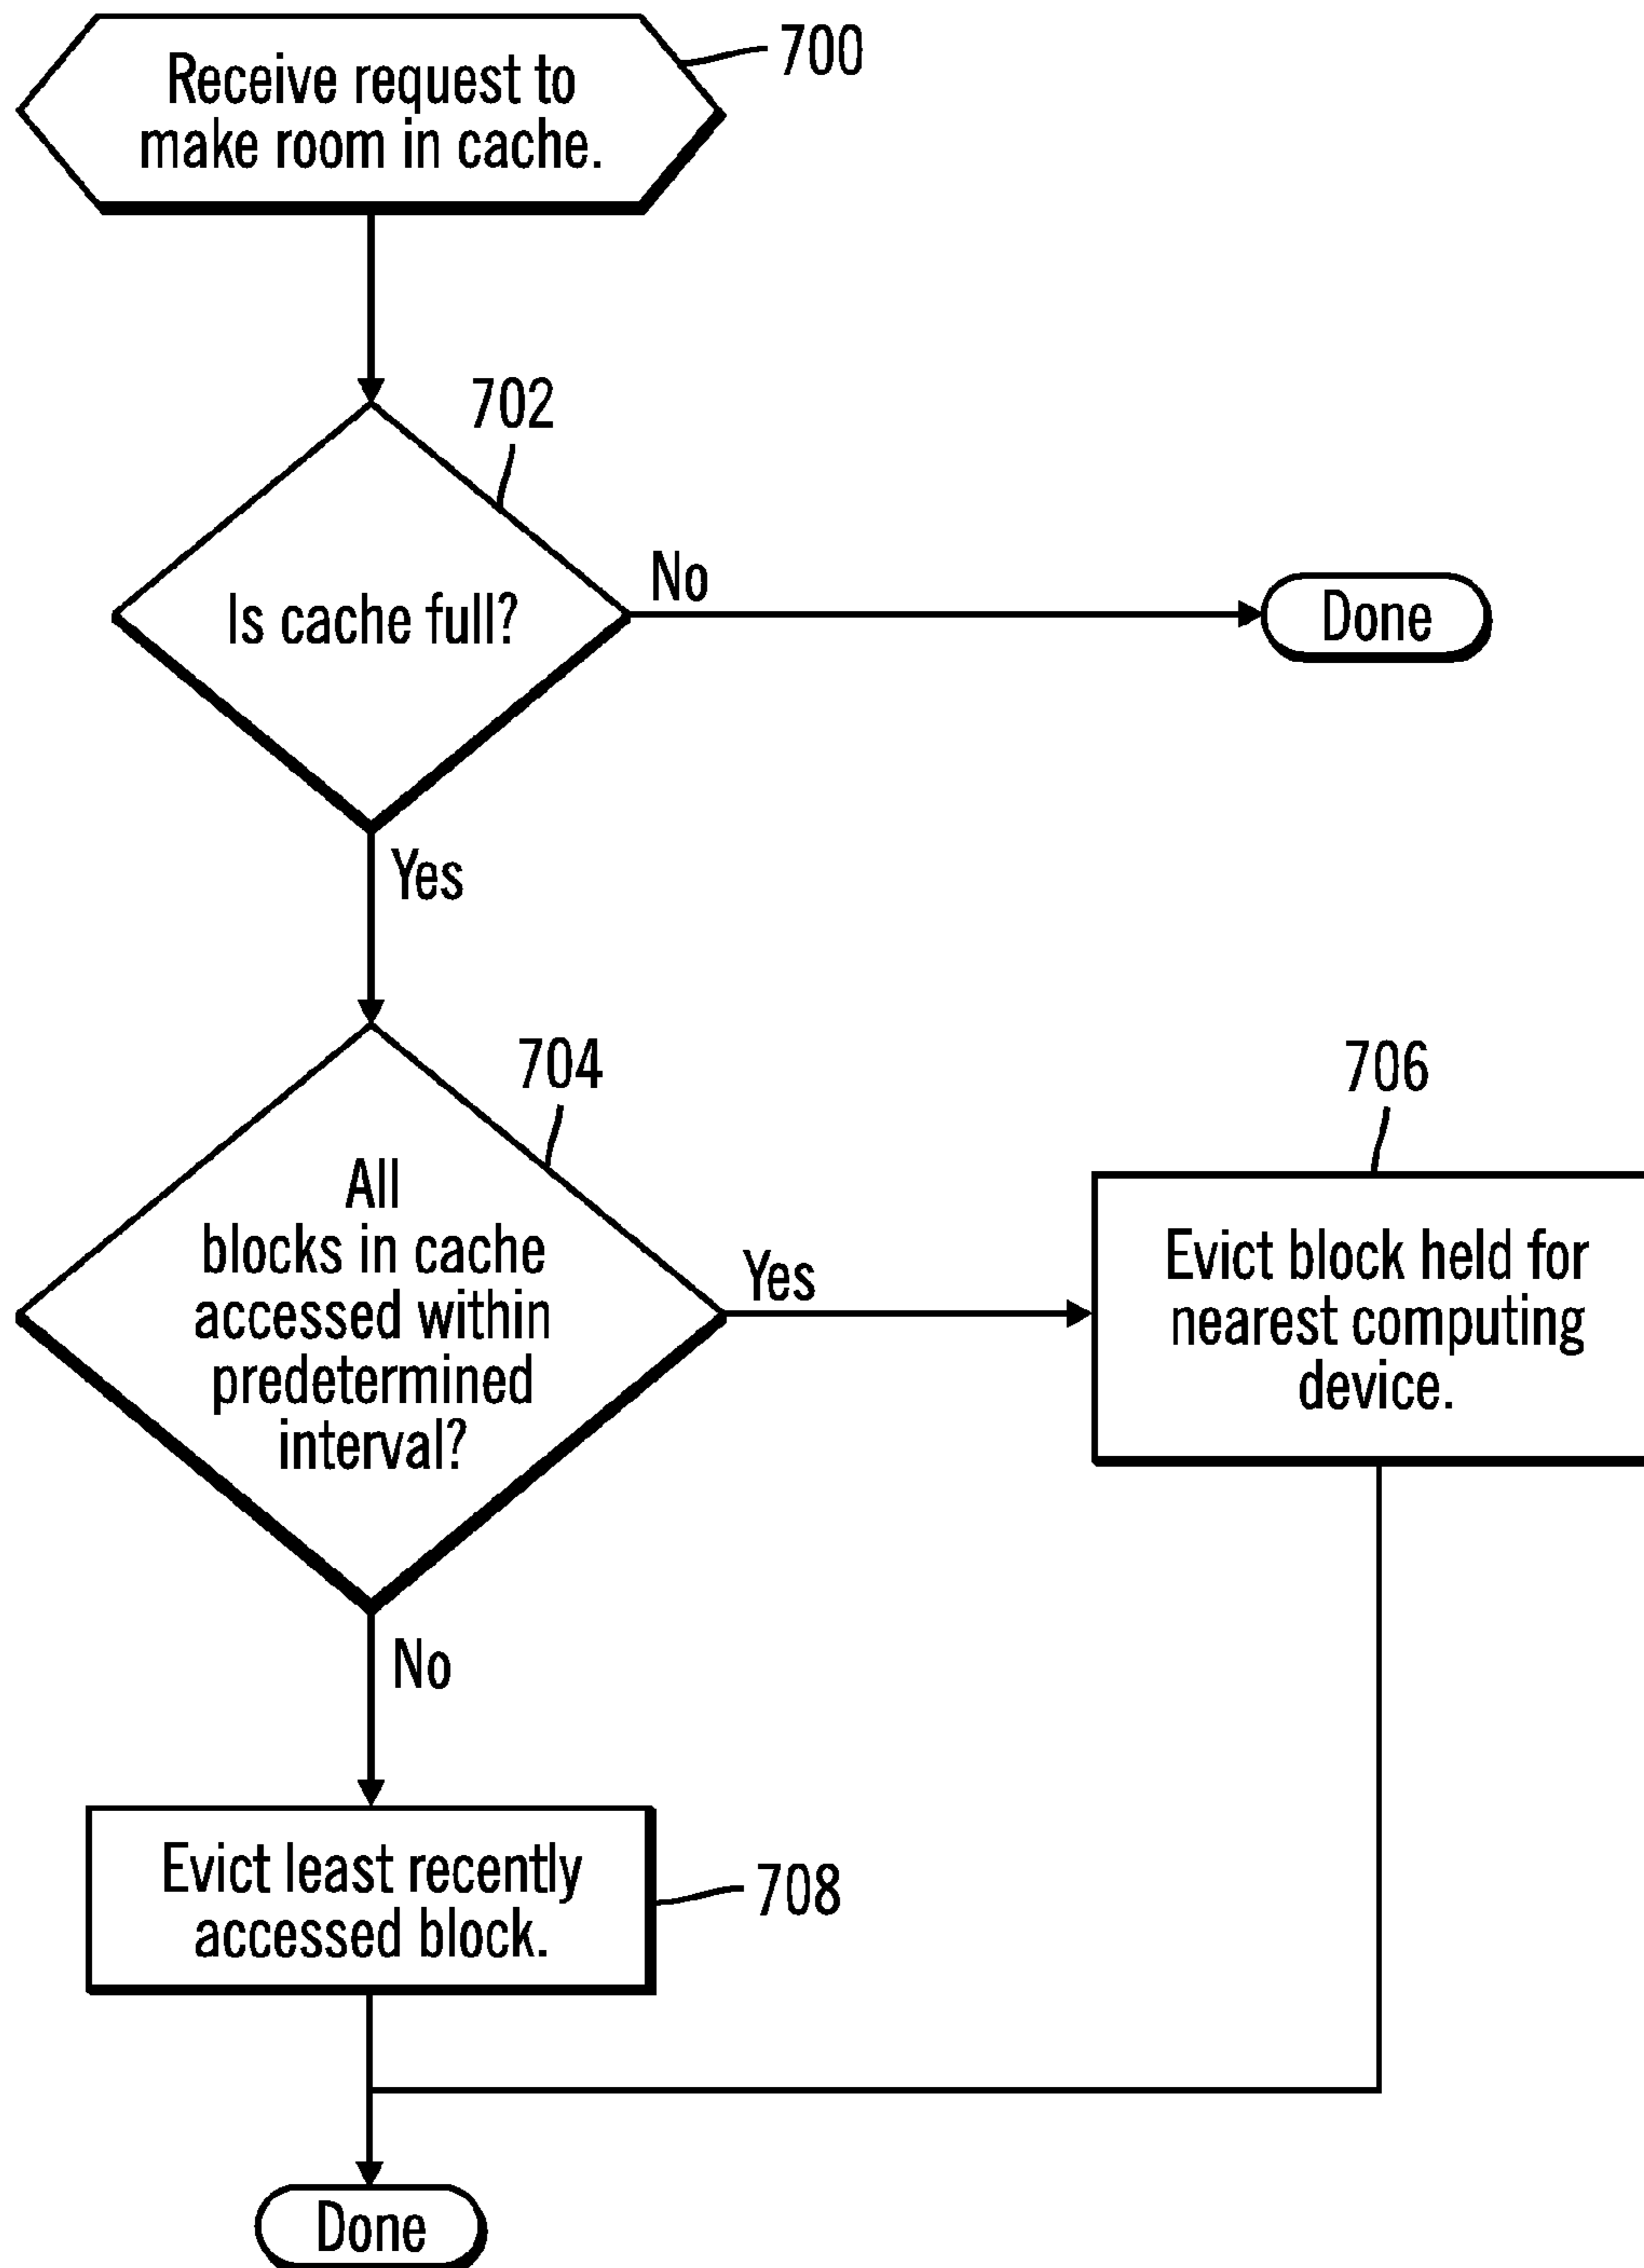 Receive request to
make room in cache.
700
702
Is cache full?
No
Done
Yes
704
All
blocks in cache
accessed within
predetermined
interval?
Yes
706
Evict block held for
nearest computing
device.
No
Evict least recently
accessed block.
708
Done